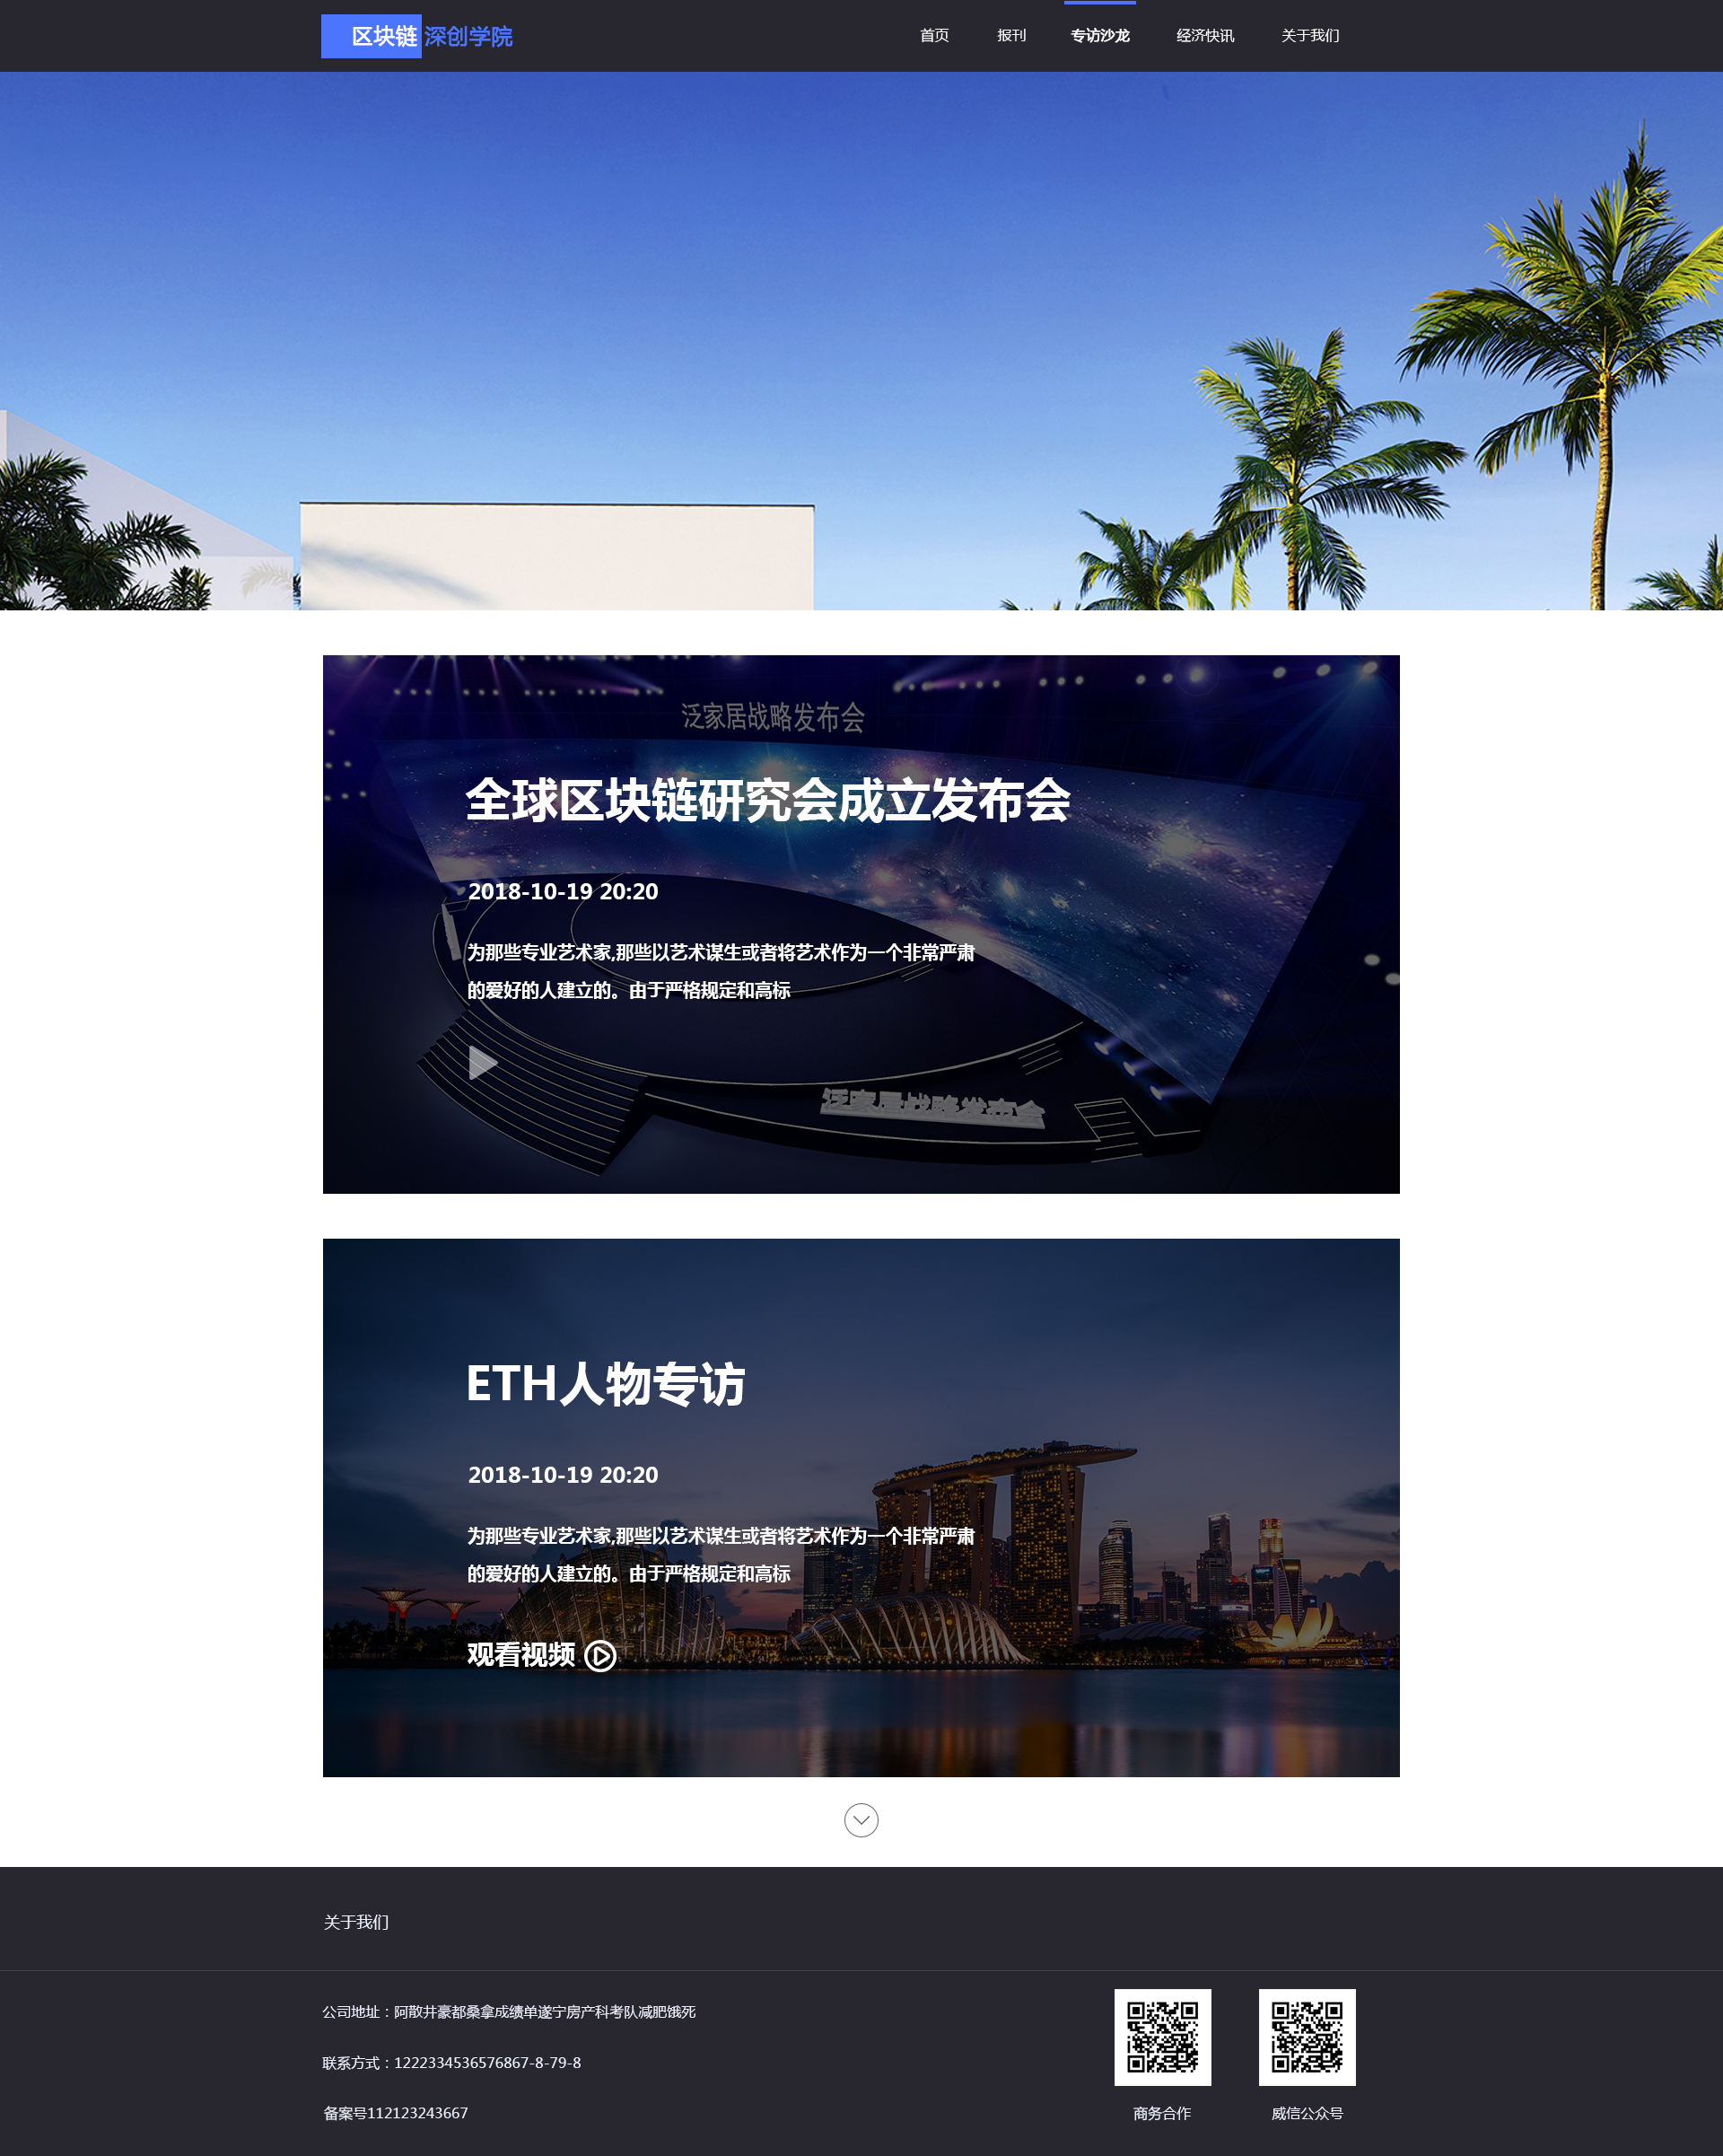 区块链 深创学院
首页 报刊 专访沙龙 经济快讯 关于我们
泛家居战略发布会
全球区块链研究会成立发布会
2018-10-19 20:20
为那些专业艺术家,那些以艺术谋生或者将艺术作为一个非常严肃
的爱好的人建立的。由于严格规定和高标
泛家居战略发布会
ETH人物专访
2018-10-19 20:20
为那些专业艺术家,那些以艺术谋生或者将艺术作为一个非常严肃
的爱好的人建立的。由于严格规定和高标
观看视频
关于我们
公司地址：阿散井豪都桑拿成绩单遂宁房产科考队减肥饿死
联系方式：1222334536576867-8-79-8
备案号112123243667
商务合作 威信公众号